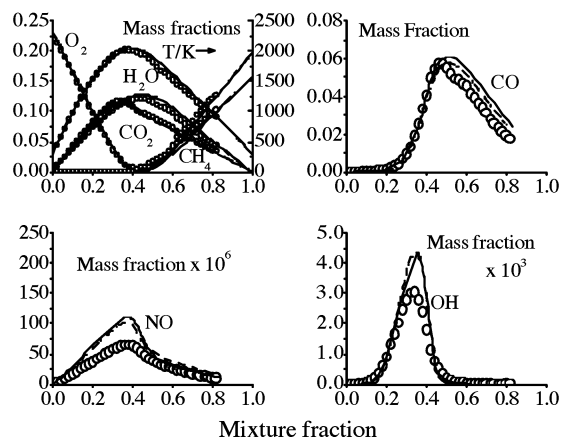 Mass fractions
T/K→
O₂
H₂O
CO₂
CH₄
0.25
0.20
0.15
0.10
0.05
0.00
2500
2000
1500
1000
500
0
0.0 0.2 0.4 0.6 0.8 1.0
Mass Fraction
CO
0.08
0.06
0.04
0.02
0.00
0.0 0.2 0.4 0.6 0.8 1.0
Mass fraction x 10⁶
NO
250
200
150
100
50
0
0.0 0.2 0.4 0.6 0.8 1.0
Mass fraction
x 10³
OH
5.0
4.0
3.0
2.0
1.0
0.0
0.0 0.2 0.4 0.6 0.8 1.0
Mixture fraction